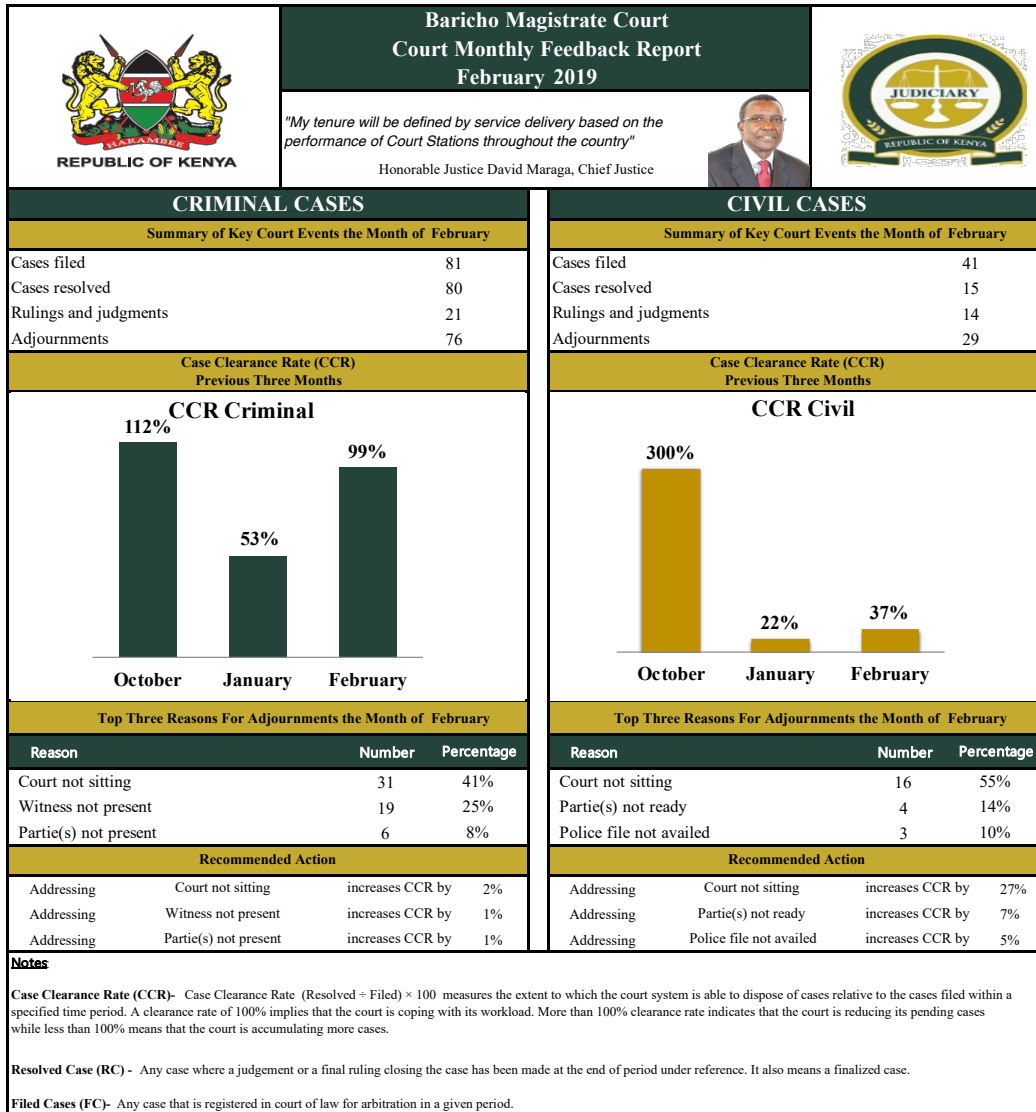 Baricho Magistrate Court
Court Monthly Feedback Report
February 2019
"My tenure will be defined by service delivery based on the
performance of Court Stations throughout the country"
Honorable Justice David Maraga, Chief Justice
HARAMBEE
REPUBLIC OF KENYA
JUDICIARY
REPUBLIC OF KENYA
CRIMINAL CASES
Summary of Key Court Events the Month of February
Cases filed 81
Cases resolved 80
Rulings and judgments 21
Adjournments 76
Case Clearance Rate (CCR)
Previous Three Months
CCR Criminal
112%
53%
99%
October January February
Top Three Reasons For Adjournments the Month of February
Reason Number Percentage
Court not sitting 31 41%
Witness not present 19 25%
Partie(s) not present 6 8%
Recommended Action
Addressing Court not sitting increases CCR by 2%
Addressing Witness not present increases CCR by 1%
Addressing Partie(s) not present increases CCR by 1%
CIVIL CASES
Summary of Key Court Events the Month of February
Cases filed 41
Cases resolved 15
Rulings and judgments 14
Adjournments 29
Case Clearance Rate (CCR)
Previous Three Months
CCR Civil
300%
22%
37%
October January February
Top Three Reasons For Adjournments the Month of February
Reason Number Percentage
Court not sitting 16 55%
Partie(s) not ready 4 14%
Police file not availed 3 10%
Recommended Action
Addressing Court not sitting increases CCR by 27%
Addressing Partie(s) not ready increases CCR by 7%
Addressing Police file not availed increases CCR by 5%
Notes
Case Clearance Rate (CCR)- Case Clearance Rate (Resolved ÷ Filed) × 100 measures the extent to which the court system is able to dispose of cases relative to the cases filed within a
specified time period. A clearance rate of 100% implies that the court is coping with its workload. More than 100% clearance rate indicates that the court is reducing its pending cases
while less than 100% means that the court is accumulating more cases.
Resolved Case (RC) - Any case where a judgement or a final ruling closing the case has been made at the end of period under reference. It also means a finalized case.
Filed Cases (FC)- Any case that is registered in court of law for arbitration in a given period.